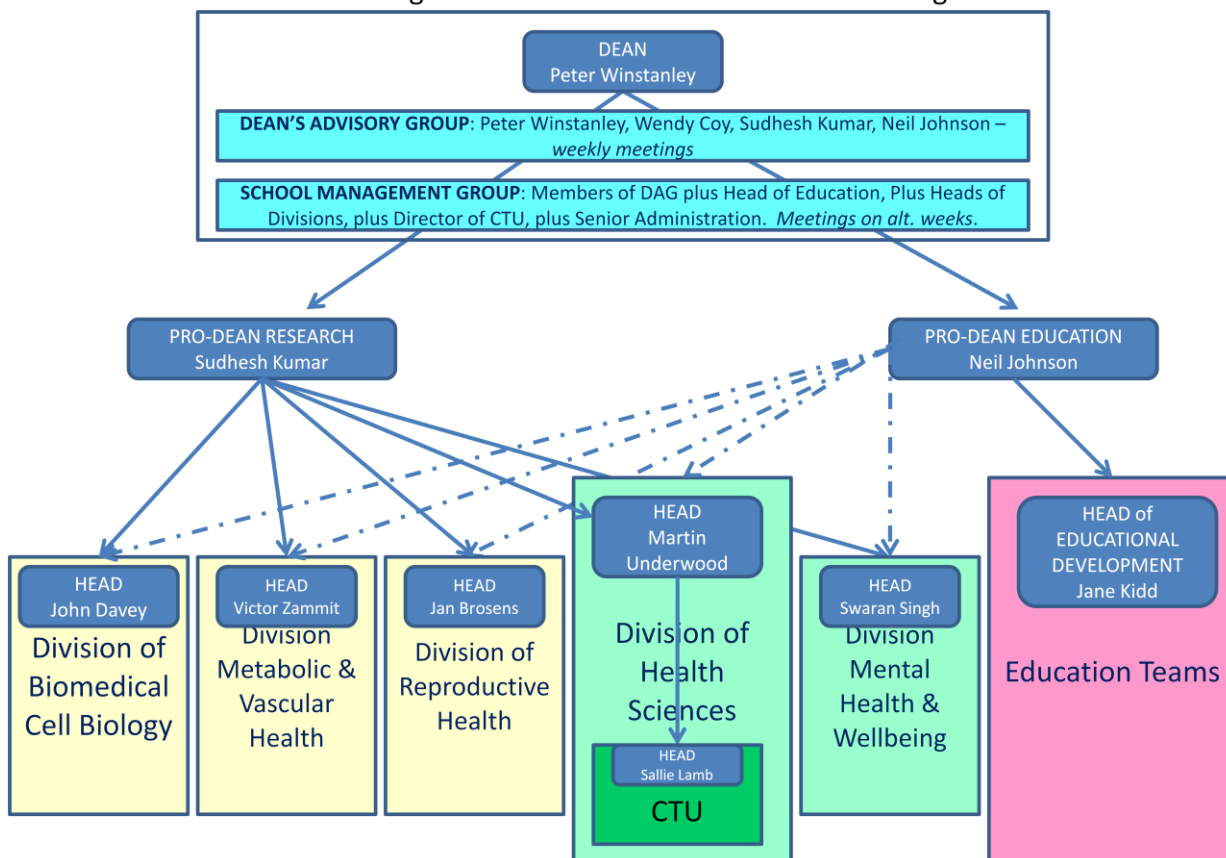 DEAN
Peter Winstanley
DEAN'S ADVISORY GROUP: Peter Winstanley, Wendy Coy, Sudhesh Kumar, Neil Johnson –
weekly meetings
SCHOOL MANAGEMENT GROUP: Members of DAG plus Head of Education, Plus Heads of
Divisions, plus Director of CTU, plus Senior Administration. Meetings on alt. weeks.
PRO-DEAN RESEARCH
Sudhesh Kumar
PRO-DEAN EDUCATION
Neil Johnson
HEAD
John Davey
Division of
Biomedical
Cell Biology
HEAD
Victor Zammit
Division
Metabolic &
Vascular
Health
HEAD
Jan Brosens
Division of
Reproductive
Health
HEAD
Martin
Underwood
Division of
Health
Sciences
HEAD
Sallie Lamb
CTU
HEAD
Swaran Singh
Division
Mental
Health &
Wellbeing
HEAD of
EDUCATIONAL
DEVELOPMENT
Jane Kidd
Education Teams